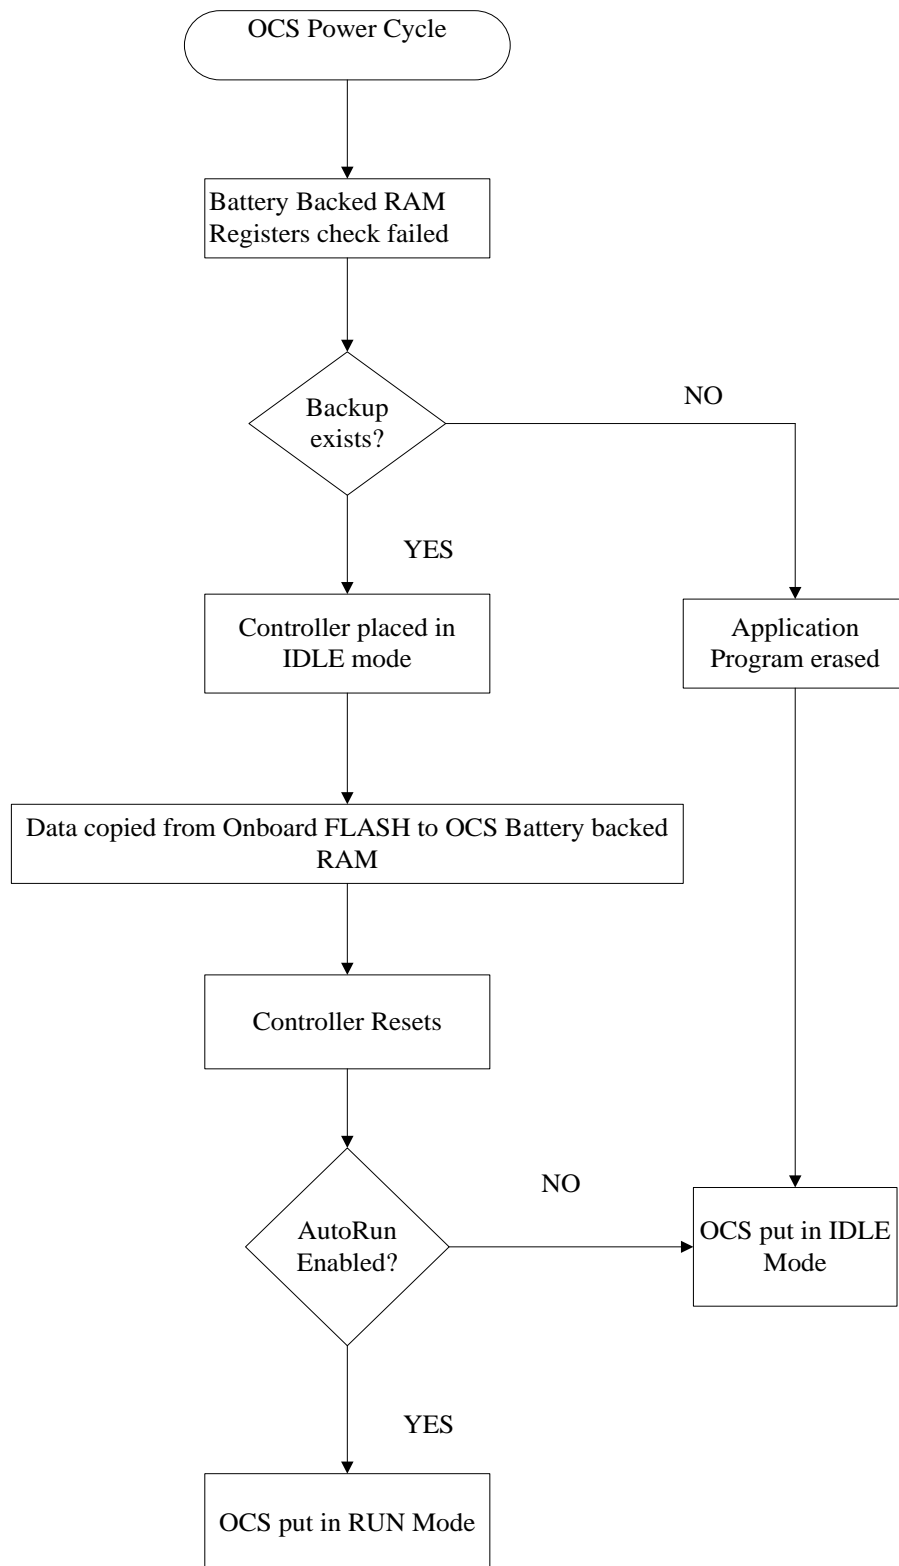 OCS Power Cycle
Battery Backed RAM
Registers check failed
Backup
exists?
NO
YES
Controller placed in
IDLE mode
Application
Program erased
Data copied from Onboard FLASH to OCS Battery backed
RAM
Controller Resets
AutoRun
Enabled?
NO
OCS put in IDLE
Mode
YES
OCS put in RUN Mode